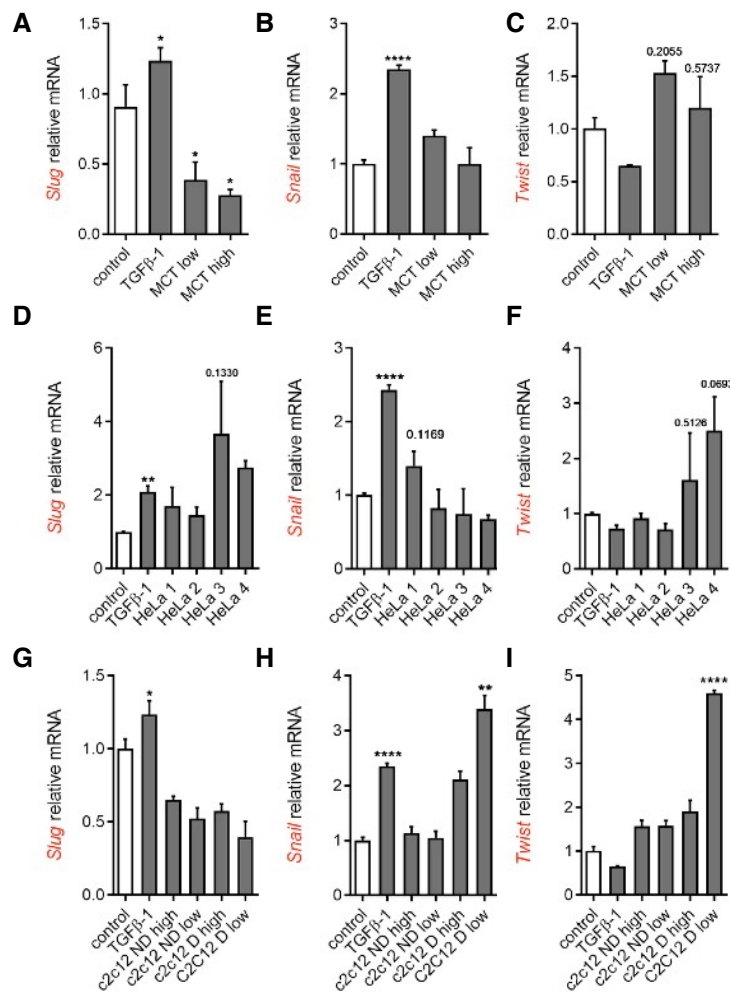 A
Slug relative mRNA
1.5
1.0
0.5
0.0
*
*
*
control
TGFβ-1
MCT low
MCT high
B
Snail relative mRNA
3
2
1
0
****
control
TGFβ-1
MCT low
MCT high
C
Twist reative mRNA
2.0
1.5
1.0
0.5
0.0
0.2055
0.5737
control
TGFβ-1
MCT low
MCT high
D
Slug relative mRNA
6
4
2
0
**
0.1330
control
TGFβ-1
HeLa 1
HeLa 2
HeLa 3
HeLa 4
E
Snail relative mRNA
3
2
1
0
****
0.1169
control
TGFβ-1
HeLa 1
HeLa 2
HeLa 3
HeLa 4
F
Twist relative mRNA
4
3
2
1
0
0.5126
0.0693
control
TGFβ-1
HeLa 1
HeLa 2
HeLa 3
HeLa 4
G
Slug relative mRNA
1.5
1.0
0.5
0.0
*
control
TGFβ-1
c2c12 ND high
c2c12 ND low
c2c12 D high
C2C12 D low
H
Snail relative mRNA
4
3
2
1
0
****
**
control
TGFβ-1
c2c12 ND high
c2c12 ND low
c2c12 D high
C2C12 D low
I
Twist relative mRNA
5
4
3
2
1
0
****
control
TGFβ-1
c2c12 ND high
c2c12 ND low
c2c12 D high
C2C12 D low